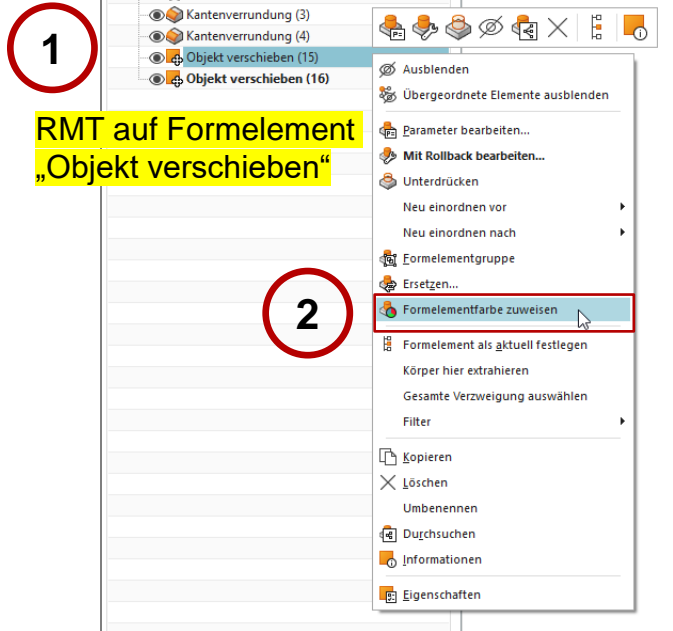 1
Kantenverrundung (3)
Kantenverrundung (4)
Objekt verschieben (15)
Objekt verschieben (16)
RMT auf Formelement
„Objekt verschieben“
Ausblenden
Übergeordnete Elemente ausblenden
Parameter bearbeiten...
Mit Rollback bearbeiten...
Unterdrücken
Neu einordnen vor
Neu einordnen nach
Formelementgruppe
Ersetzen...
2
Formelementfarbe zuweisen
Formelement als aktuell festlegen
Körper hier extrahieren
Gesamte Verzweigung auswählen
Filter
Kopieren
Löschen
Umbenennen
Durchsuchen
Informationen
Eigenschaften